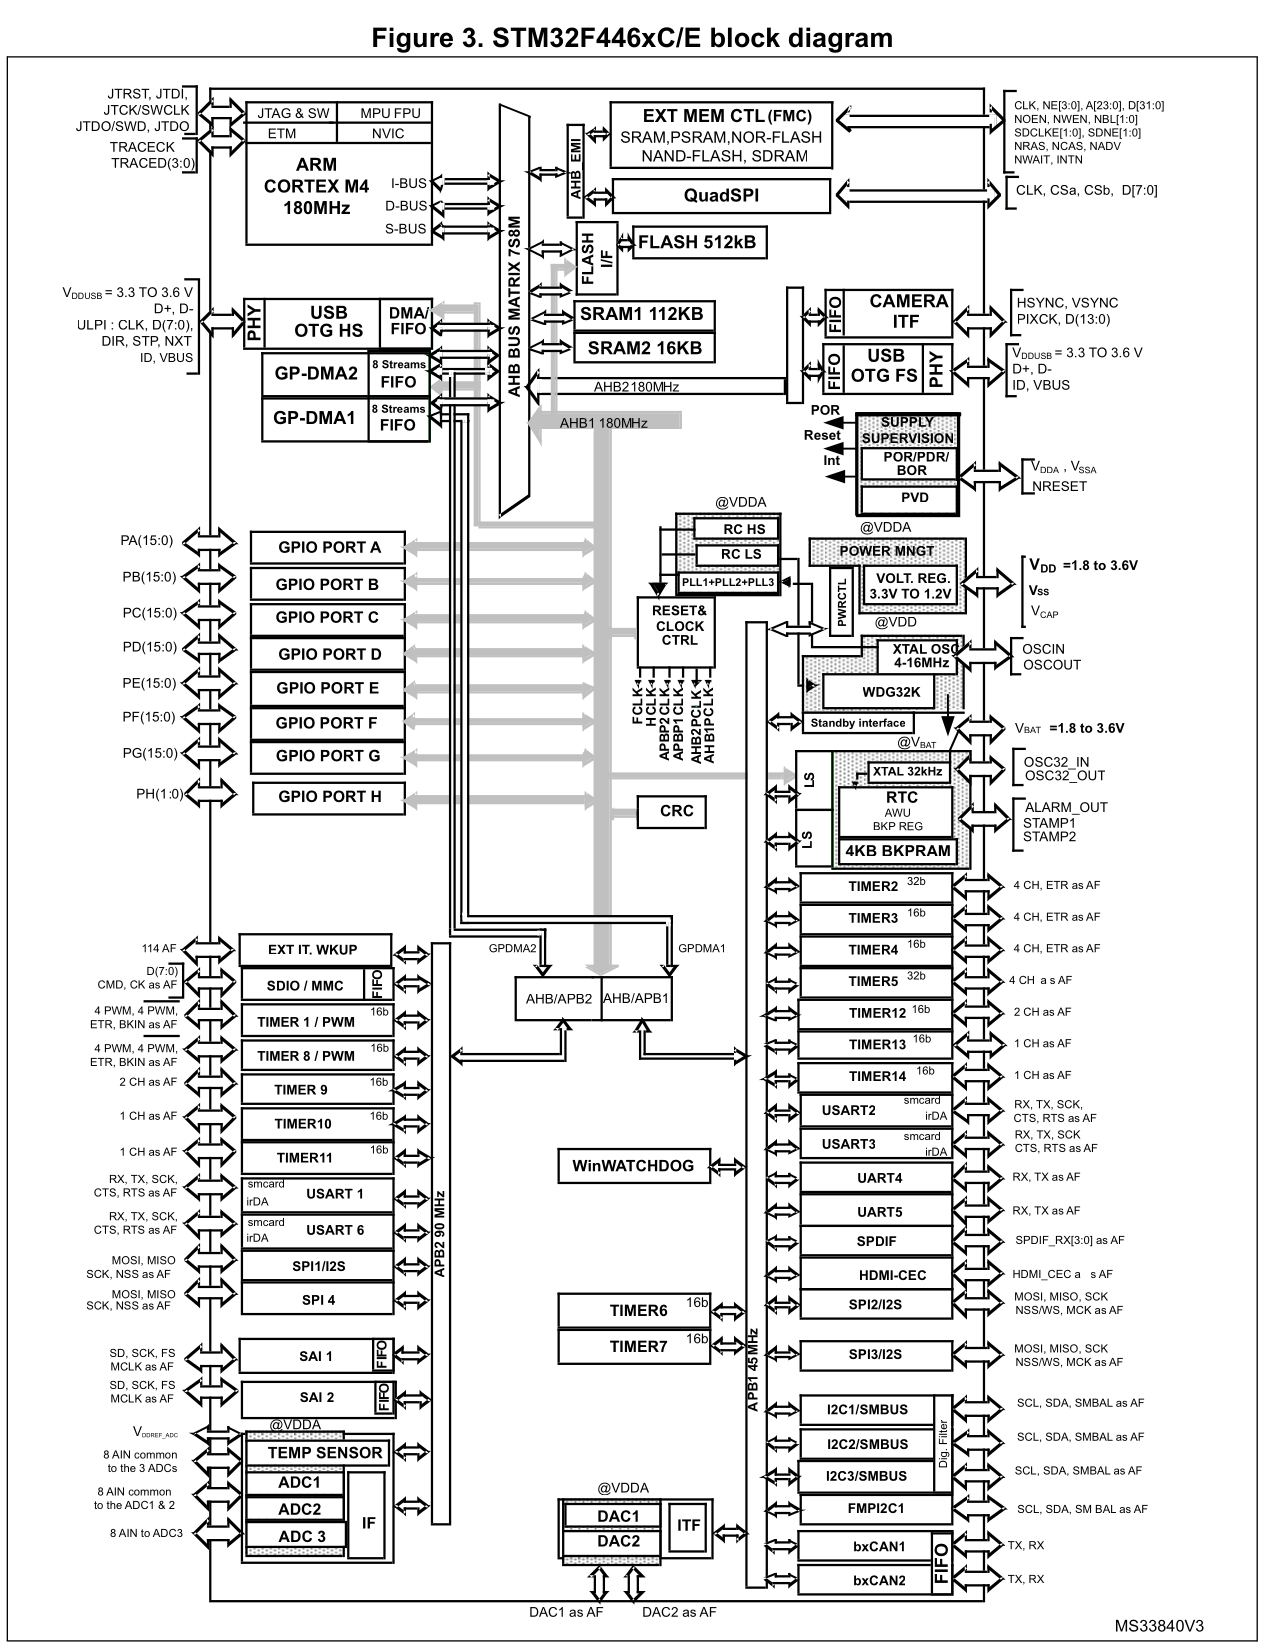 Figure 3. STM32F446xC/E block diagram
JTRST, JTDI,
JTCK/SWCLK
JTDO/SWD, JTDO
TRACECK
TRACED(3:0)
JTAG & SW
MPU FPU
ETM
NVIC
ARM
CORTEX M4
180MHz
I-BUS
D-BUS
S-BUS
AHB BUS MATRIX 7S8M
AHB EMI
EXT MEM CTL (FMC)
SRAM,PSRAM,NOR-FLASH
NAND-FLASH, SDRAM
QuadSPI
CLK, NE[3:0], A[23:0], D[31:0]
NOEN, NWEN, NBL[1:0]
SDCLKE[1:0], SDNE[1:0]
NRAS, NCAS, NADV
NWAIT, INTN
CLK, CSa, CSb, D[7:0]
FLASH
I/F
FLASH 512kB
SRAM1 112KB
SRAM2 16KB
VDDUSB = 3.3 TO 3.6 V
D+, D-
ULPI : CLK, D(7:0),
DIR, STP, NXT
ID, VBUS
PHY
USB
OTG HS
DMA/
FIFO
GP-DMA2
8 Streams
FIFO
GP-DMA1
8 Streams
FIFO
FIFO
CAMERA
ITF
HSYNC, VSYNC
PIXCK, D(13:0)
FIFO
USB
OTG FS
PHY
VDDUSB = 3.3 TO 3.6 V
D+, D-
ID, VBUS
AHB2 180MHz
AHB1 180MHz
POR
Reset
Int
SUPPLY
SUPERVISION
POR/PDR/
BOR
PVD
VDDA , VSSA
NRESET
@VDDA
RC HS
RC LS
PLL1+PLL2+PLL3
@VDDA
POWER MNGT
VOLT. REG.
3.3V TO 1.2V
PWRCTL
VDD =1.8 to 3.6V
VSS
VCAP
@VDD
XTAL OSC
4-16MHz
WDG32K
OSCIN
OSCOUT
Standby interface
RESET&
CLOCK
CTRL
FCLK
HCLK
APBP2CLK
APBP1CLK
AHB2PCLK
AHB1PCLK
PA(15:0)
GPIO PORT A
PB(15:0)
GPIO PORT B
PC(15:0)
GPIO PORT C
PD(15:0)
GPIO PORT D
PE(15:0)
GPIO PORT E
PF(15:0)
GPIO PORT F
PG(15:0)
GPIO PORT G
PH(1:0)
GPIO PORT H
CRC
@VBAT
VBAT =1.8 to 3.6V
LS
LS
XTAL 32kHz
RTC
AWU
BKP REG
4KB BKPRAM
OSC32_IN
OSC32_OUT
ALARM_OUT
STAMP1
STAMP2
GPDMA2
GPDMA1
AHB/APB2
AHB/APB1
114 AF
EXT IT. WKUP
D(7:0)
CMD, CK as AF
SDIO / MMC
FIFO
4 PWM, 4 PWM,
ETR, BKIN as AF
TIMER 1 / PWM 16b
4 PWM, 4 PWM,
ETR, BKIN as AF
TIMER 8 / PWM 16b
2 CH as AF
TIMER 9 16b
1 CH as AF
TIMER10 16b
1 CH as AF
TIMER11 16b
RX, TX, SCK,
CTS, RTS as AF
smcard
irDA
USART 1
RX, TX, SCK,
CTS, RTS as AF
smcard
irDA
USART 6
MOSI, MISO
SCK, NSS as AF
SPI1/I2S
MOSI, MISO
SCK, NSS as AF
SPI 4
SD, SCK, FS
MCLK as AF
SAI 1
FIFO
SD, SCK, FS
MCLK as AF
SAI 2
FIFO
@VDDA
VDDREF_ADC
TEMP SENSOR
8 AIN common
to the 3 ADCs
ADC1
8 AIN common
to the ADC1 & 2
ADC2
8 AIN to ADC3
ADC 3
IF
APB2 90 MHz
WinWATCHDOG
TIMER6 16b
TIMER7 16b
@VDDA
DAC1
DAC2
ITF
DAC1 as AF
DAC2 as AF
APB1 45MHz
TIMER2 32b
4 CH, ETR as AF
TIMER3 16b
4 CH, ETR as AF
TIMER4 16b
4 CH, ETR as AF
TIMER5 32b
4 CH a s AF
TIMER12 16b
2 CH as AF
TIMER13 16b
1 CH as AF
TIMER14 16b
1 CH as AF
USART2
smcard
irDA
RX, TX, SCK,
CTS, RTS as AF
USART3
smcard
irDA
RX, TX, SCK
CTS, RTS as AF
UART4
RX, TX as AF
UART5
RX, TX as AF
SPDIF
SPDIF_RX[3:0] as AF
HDMI-CEC
HDMI_CEC a s AF
SPI2/I2S
MOSI, MISO, SCK
NSS/WS, MCK as AF
SPI3/I2S
MOSI, MISO, SCK
NSS/WS, MCK as AF
I2C1/SMBUS
SCL, SDA, SMBAL as AF
I2C2/SMBUS
SCL, SDA, SMBAL as AF
I2C3/SMBUS
SCL, SDA, SMBAL as AF
Dig. Filter
FMPI2C1
SCL, SDA, SM BAL as AF
bxCAN1
TX, RX
bxCAN2
TX, RX
FIFO
MS33840V3